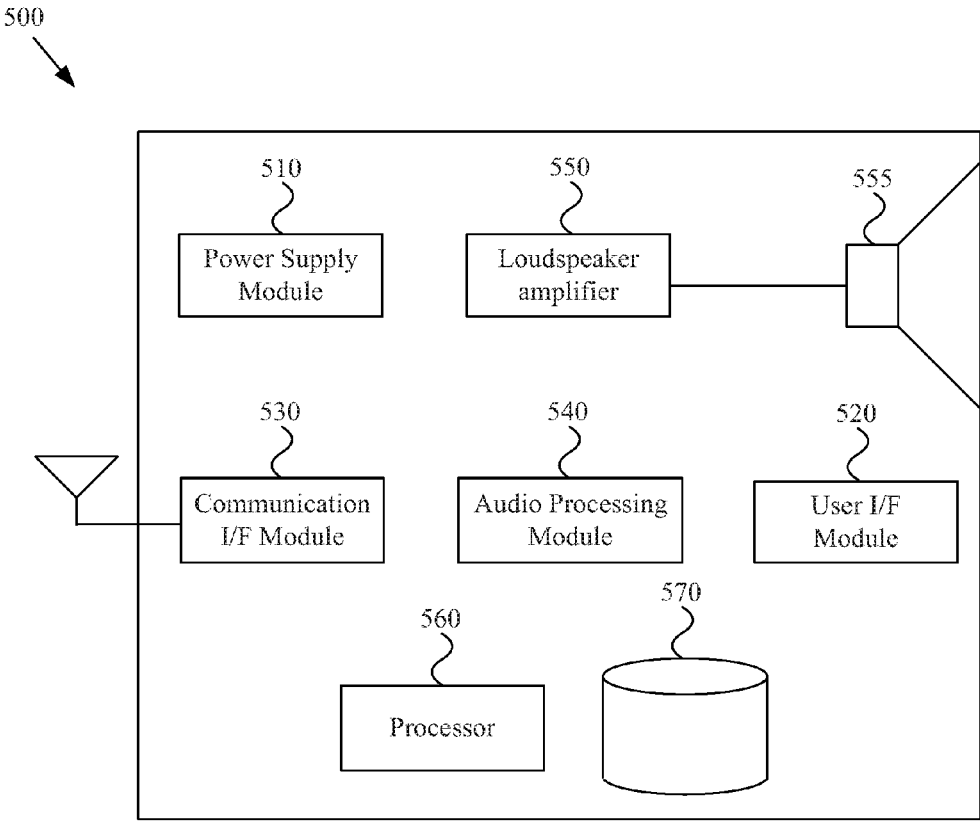 500
510
550
555
Power Supply
Module
Loudspeaker
amplifier
530
540
520
Communication
I/F Module
Audio Processing
Module
User I/F
Module
560
570
Processor